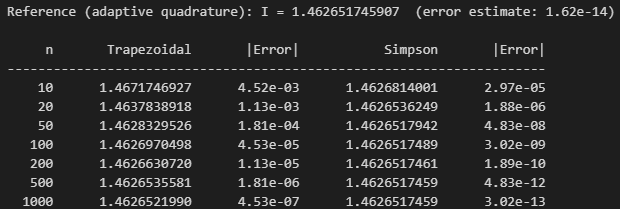 Reference (adaptive quadrature): I = 1.462651745907  (error estimate: 1.62e-14)
n     Trapezoidal       |Error|          Simpson       |Error|
----------------------------------------------------------------------
10    1.4671746927      4.52e-03     1.4626814001      2.97e-05
20    1.4637838918      1.13e-03     1.4626536249      1.88e-06
50    1.4628329526      1.81e-04     1.4626517942      4.83e-08
100    1.4626970498      4.53e-05     1.4626517489      3.02e-09
200    1.4626630720      1.13e-05     1.4626517461      1.89e-10
500    1.4626535581      1.81e-06     1.4626517459      4.83e-12
1000    1.4626521990      4.53e-07     1.4626517459      3.02e-13